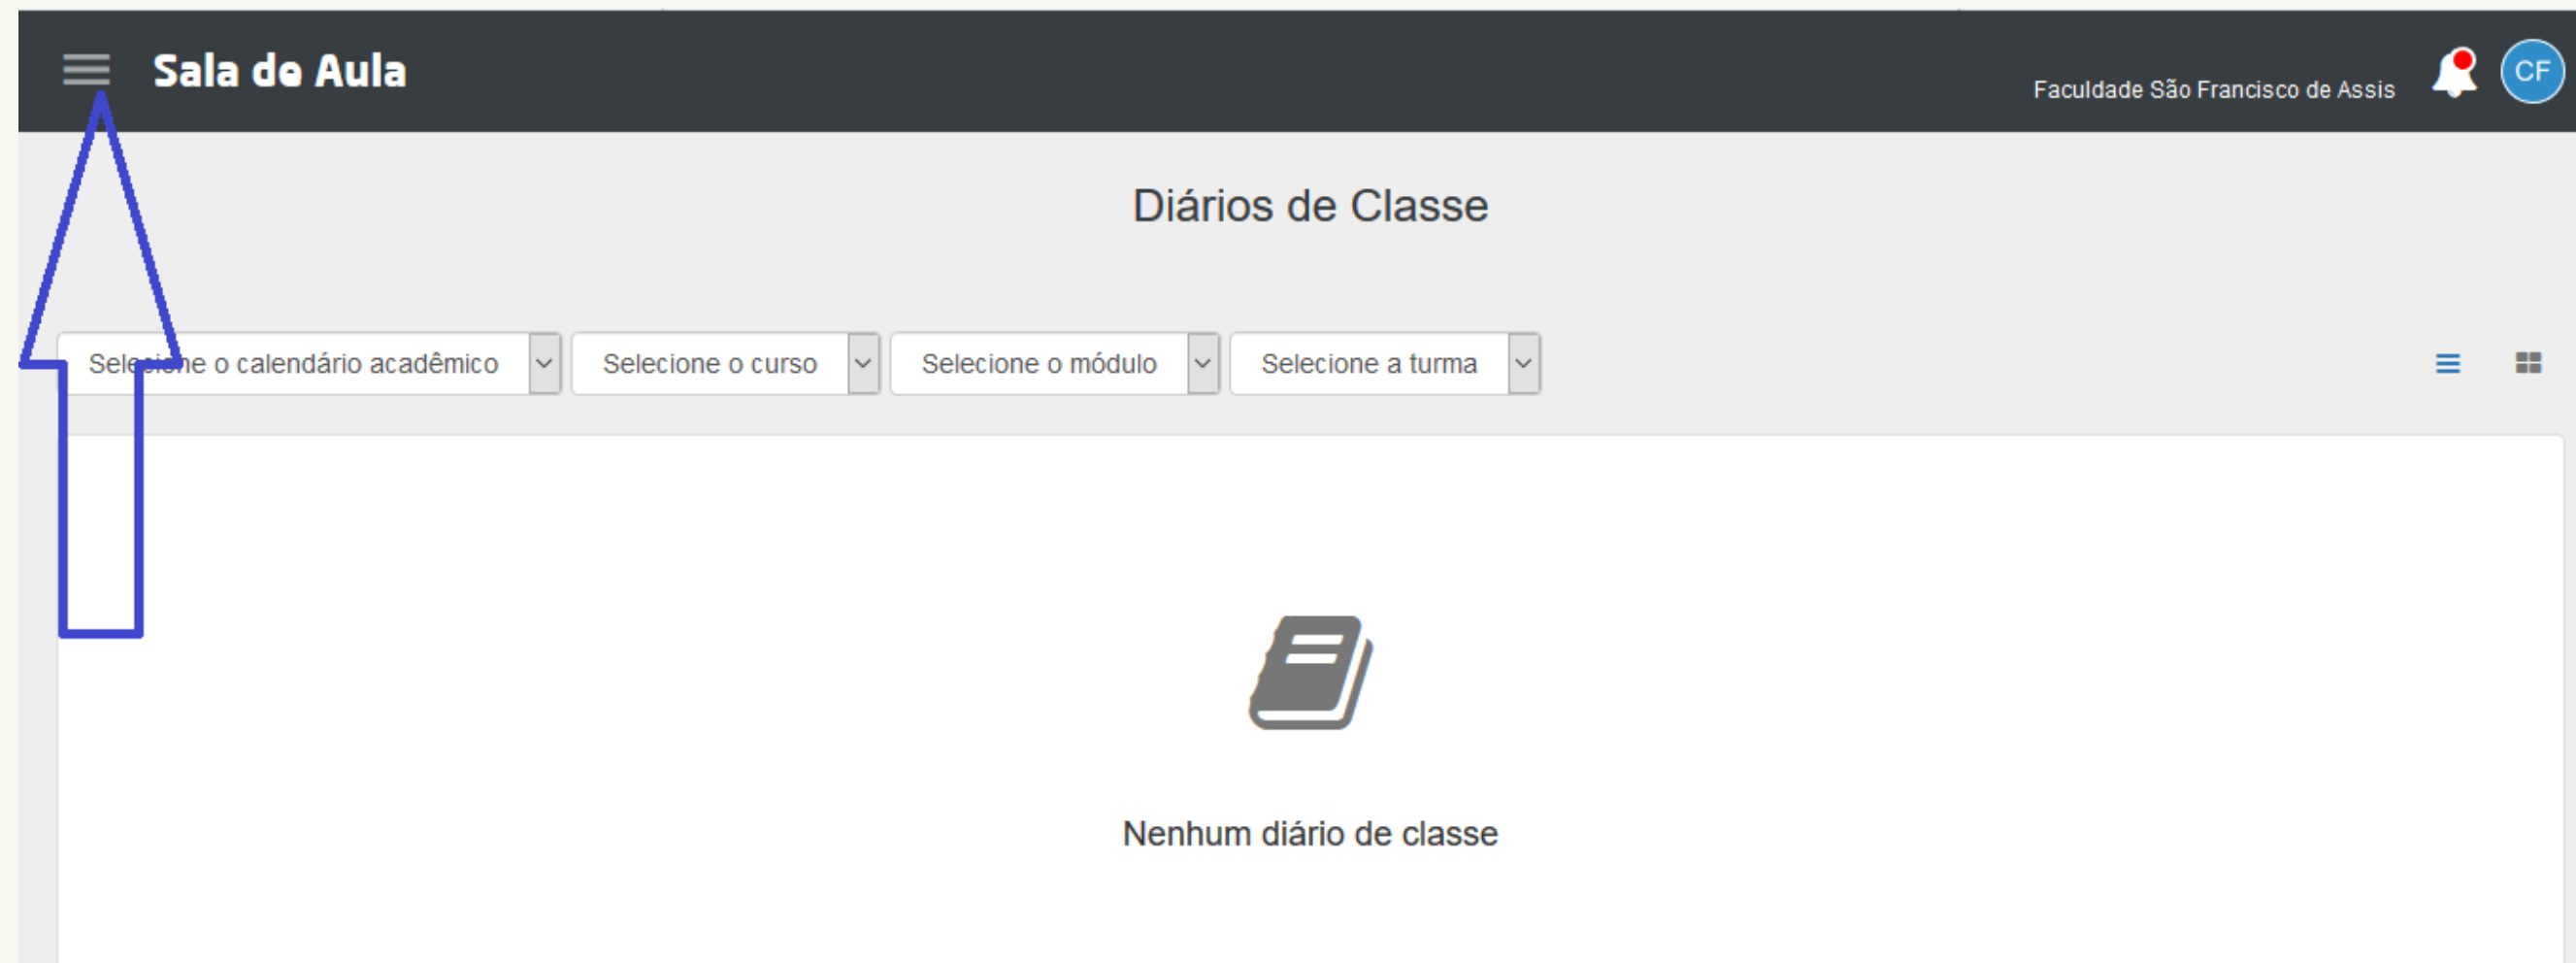 Sala de Aula
Faculdade São Francisco de Assis
CF
Diários de Classe
Selecione o calendário acadêmico
Selecione o curso
Selecione o módulo
Selecione a turma
Nenhum diário de classe